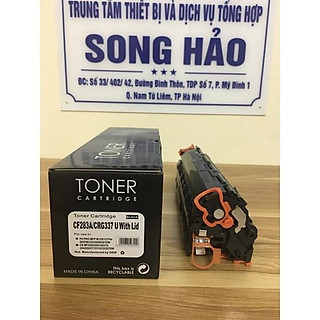 TRUNG TÂM THIẾT BỊ VÀ DỊCH VỤ TỔNG HỢP
SONG HẢO
ĐC: Số 33/ 402/ 42, Đường Đình Thôn, TDP Số 7, P. Mỹ Đình 1
Q. Nam Từ Liêm, TP Hà Nội
TONER
CARTRIDGE
Toner Cartridge
CF283A/CRG337 U With Lid
MADE IN CHINA